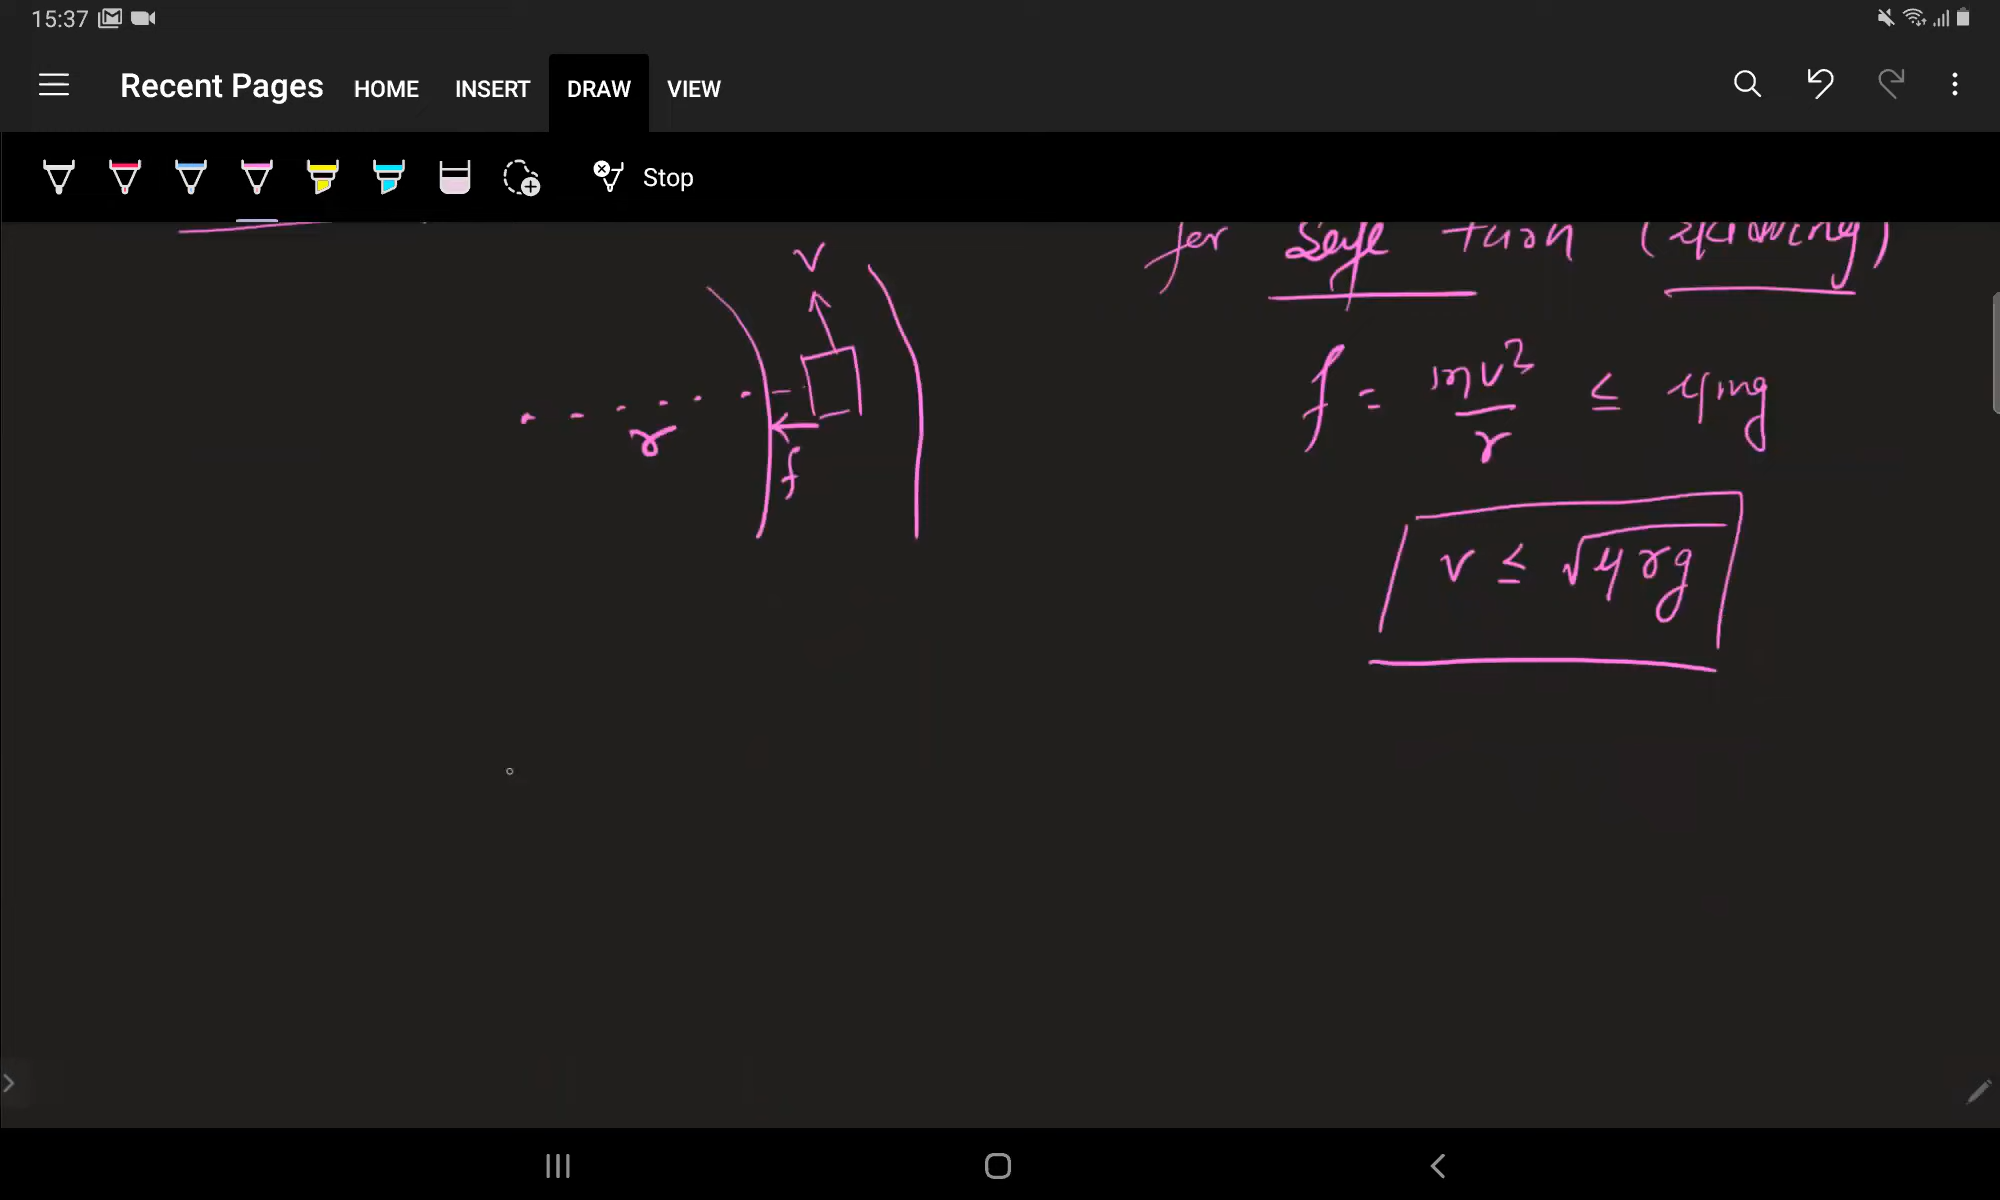 15:37
Recent Pages HOME INSERT DRAW VIEW
Stop
for Safe turn (
v
r
f
f = mv²/r ≤ μmg
v ≤ √μrg